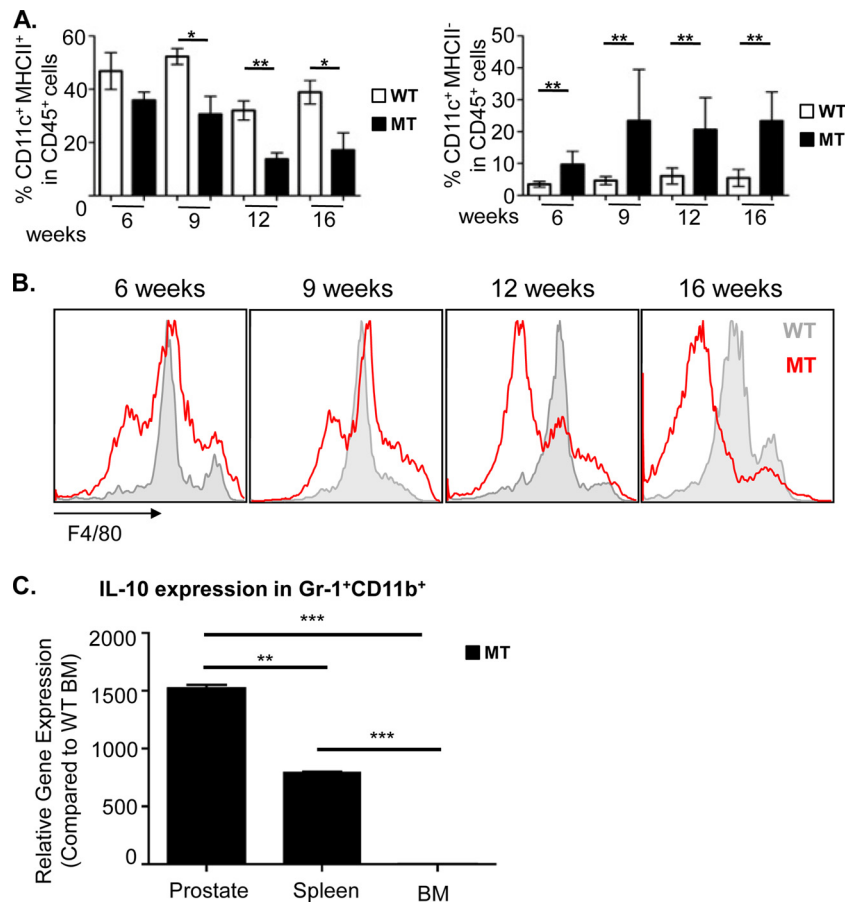 A.
% CD11c+ MHCII+
in CD45+ cells
60
40
20
0
*
**
*
WT
MT
6 9 12 16
weeks
% CD11c+ MHCII-
in CD45+ cells
50
40
30
20
10
0
**
**
**
**
WT
MT
6 9 12 16
weeks
B.
6 weeks 9 weeks 12 weeks 16 weeks
WT
MT
F4/80
C.
IL-10 expression in Gr-1+CD11b+
Relative Gene Expression
(Compared to WT BM)
2000
1500
1000
500
0
***
**
***
MT
Prostate Spleen BM